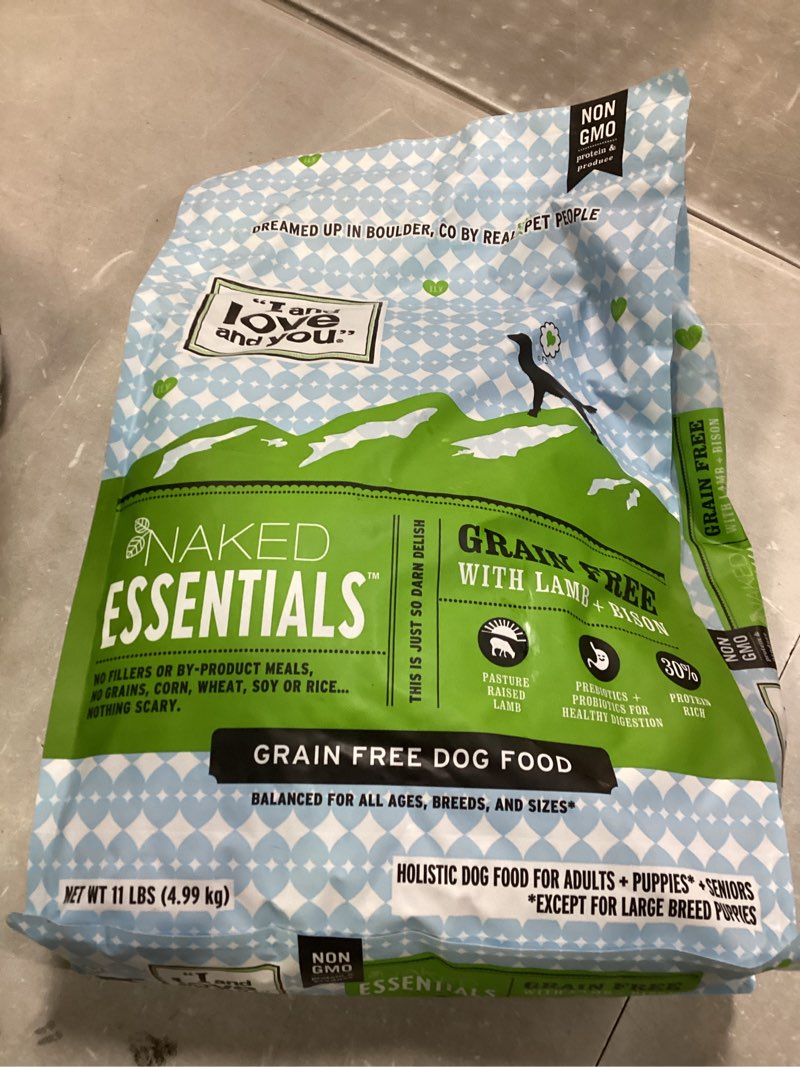 NON
GMO
protein &
produce
DREAMED UP IN BOULDER, CO BY REAL PET PEOPLE
"I and
love
and you."
NAKED
ESSENTIALS™
NO FILLERS OR BY-PRODUCT MEALS,
NO GRAINS, CORN, WHEAT, SOY OR RICE...
NOTHING SCARY.
THIS IS JUST SO DARN DELISH
GRAIN FREE
WITH LAMB + BISON
PASTURE
RAISED
LAMB
PREBIOTICS +
PROBIOTICS FOR
HEALTHY DIGESTION
30%
PROTEIN
RICH
GRAIN FREE
WITH LAMB + BISON
NON
GMO
GRAIN FREE DOG FOOD
BALANCED FOR ALL AGES, BREEDS, AND SIZES*
NET WT 11 LBS (4.99 kg)
HOLISTIC DOG FOOD FOR ADULTS + PUPPIES* + SENIORS
*EXCEPT FOR LARGE BREED PUPPIES
"I and
love
NON
GMO
ESSENTIALS
GRAIN FREE